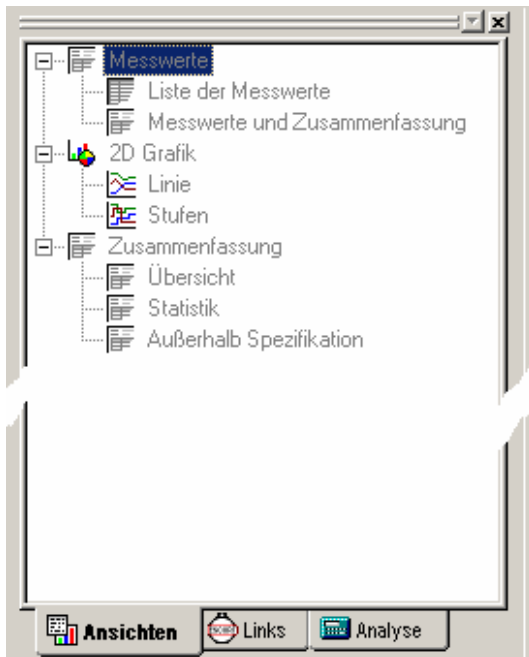 Messwerte
Liste der Messwerte
Messwerte und Zusammenfassung
2D Grafik
Linie
Stufen
Zusammenfassung
Übersicht
Statistik
Außerhalb Spezifikation
Ansichten Links Analyse